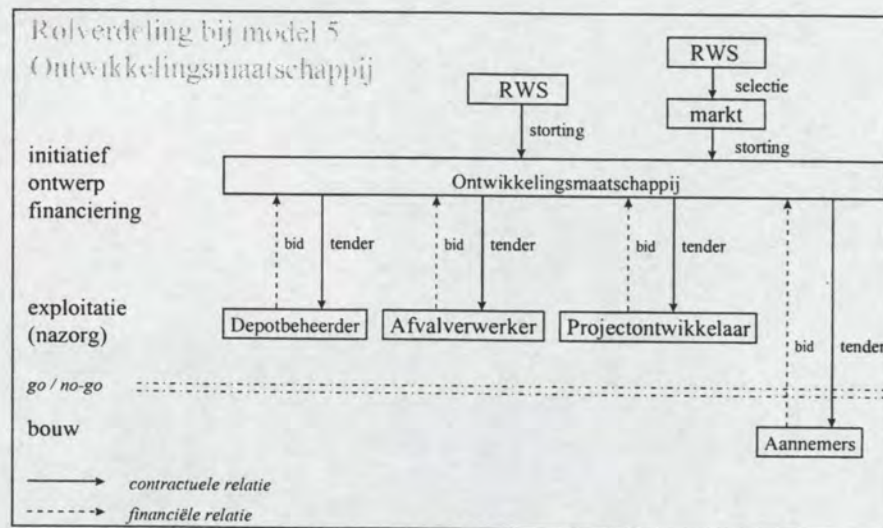 Rolverdeling bij model 5
Ontwikkelingsmaatschappij
RWS
selectie
RWS
markt
storting
storting
initiatief
ontwerp
financiering
Ontwikkelingsmaatschappij
bid
tender
bid
tender
bid
tender
bid
tender
exploitatie
(nazorg)
Depotbeheerder
Afvalverwerker
Projectontwikkelaar
go / no-go
bouw
Aannemers
contractuele relatie
financiële relatie